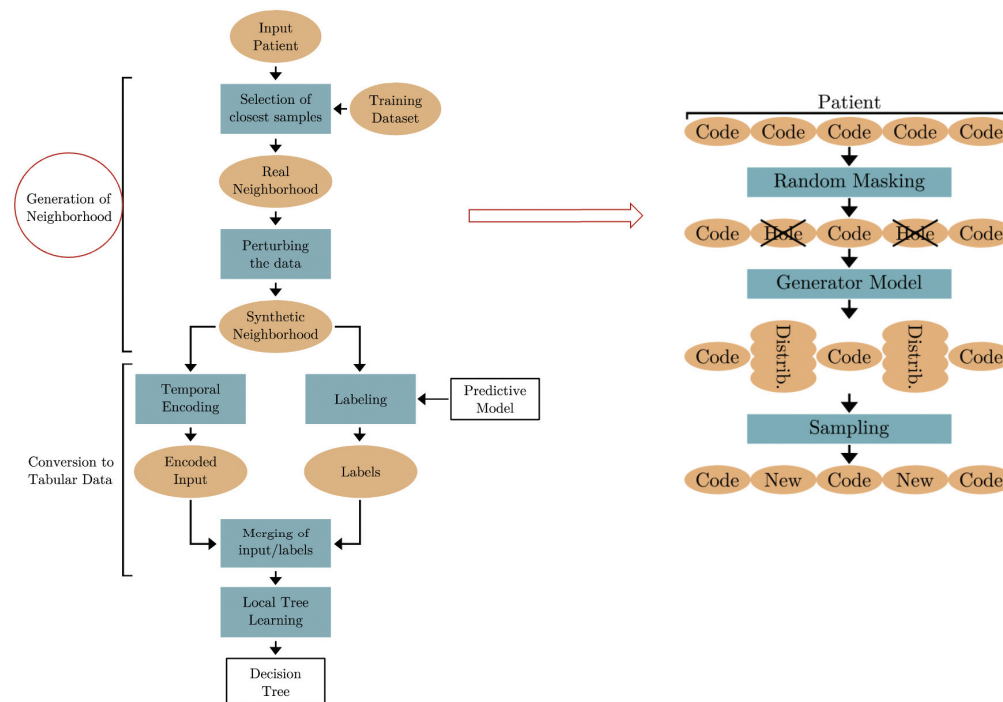 Input
Patient
Selection of
closest samples
Training
Dataset
Real
Neighborhood
Generation of
Neighborhood
Perturbing
the data
Synthetic
Neighborhood
Temporal
Encoding
Labeling
Predictive
Model
Conversion to
Tabular Data
Encoded
Input
Labels
Merging of
input/labels
Local Tree
Learning
Decision
Tree
Patient
Code Code Code Code Code
Random Masking
Code Hole Code Hole Code
Generator Model
Code Distrib. Code Distrib. Code
Sampling
Code New Code New Code